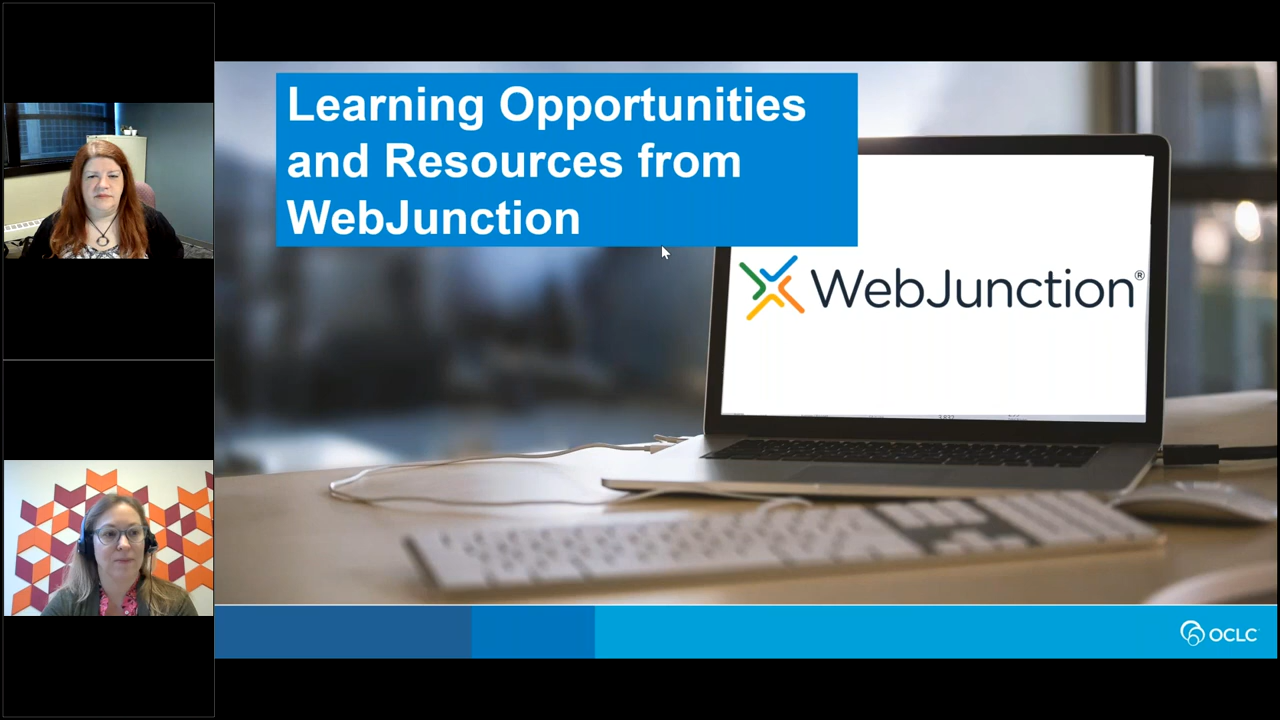 Learning Opportunities
and Resources from
WebJunction
WebJunction®
OCLC